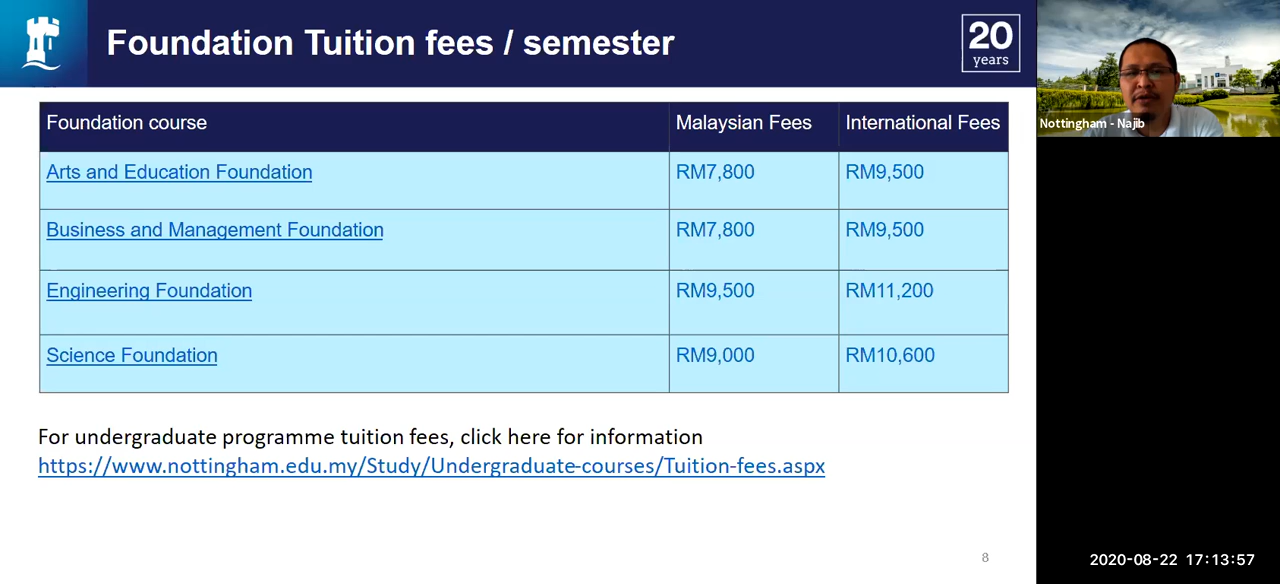 Foundation Tuition fees / semester
20
years
Nottingham - Najib
Foundation course Malaysian Fees International Fees
Arts and Education Foundation RM7,800 RM9,500
Business and Management Foundation RM7,800 RM9,500
Engineering Foundation RM9,500 RM11,200
Science Foundation RM9,000 RM10,600
For undergraduate programme tuition fees, click here for information
https://www.nottingham.edu.my/Study/Undergraduate-courses/Tuition-fees.aspx
8
2020-08-22 17:13:57